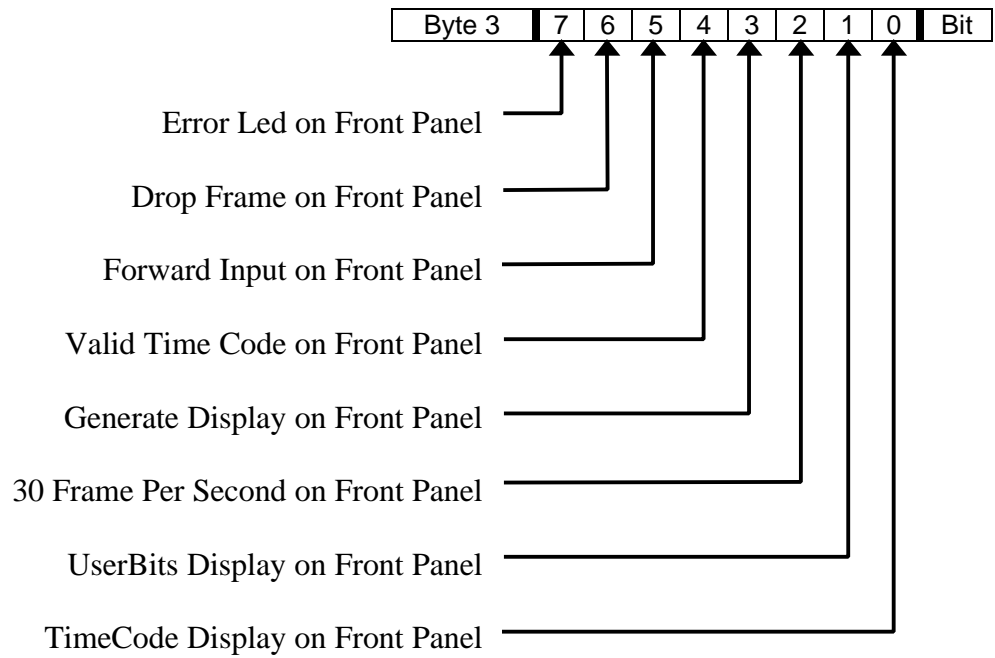 Byte 3 7 6 5 4 3 2 1 0 Bit
Error Led on Front Panel
Drop Frame on Front Panel
Forward Input on Front Panel
Valid Time Code on Front Panel
Generate Display on Front Panel
30 Frame Per Second on Front Panel
UserBits Display on Front Panel
TimeCode Display on Front Panel